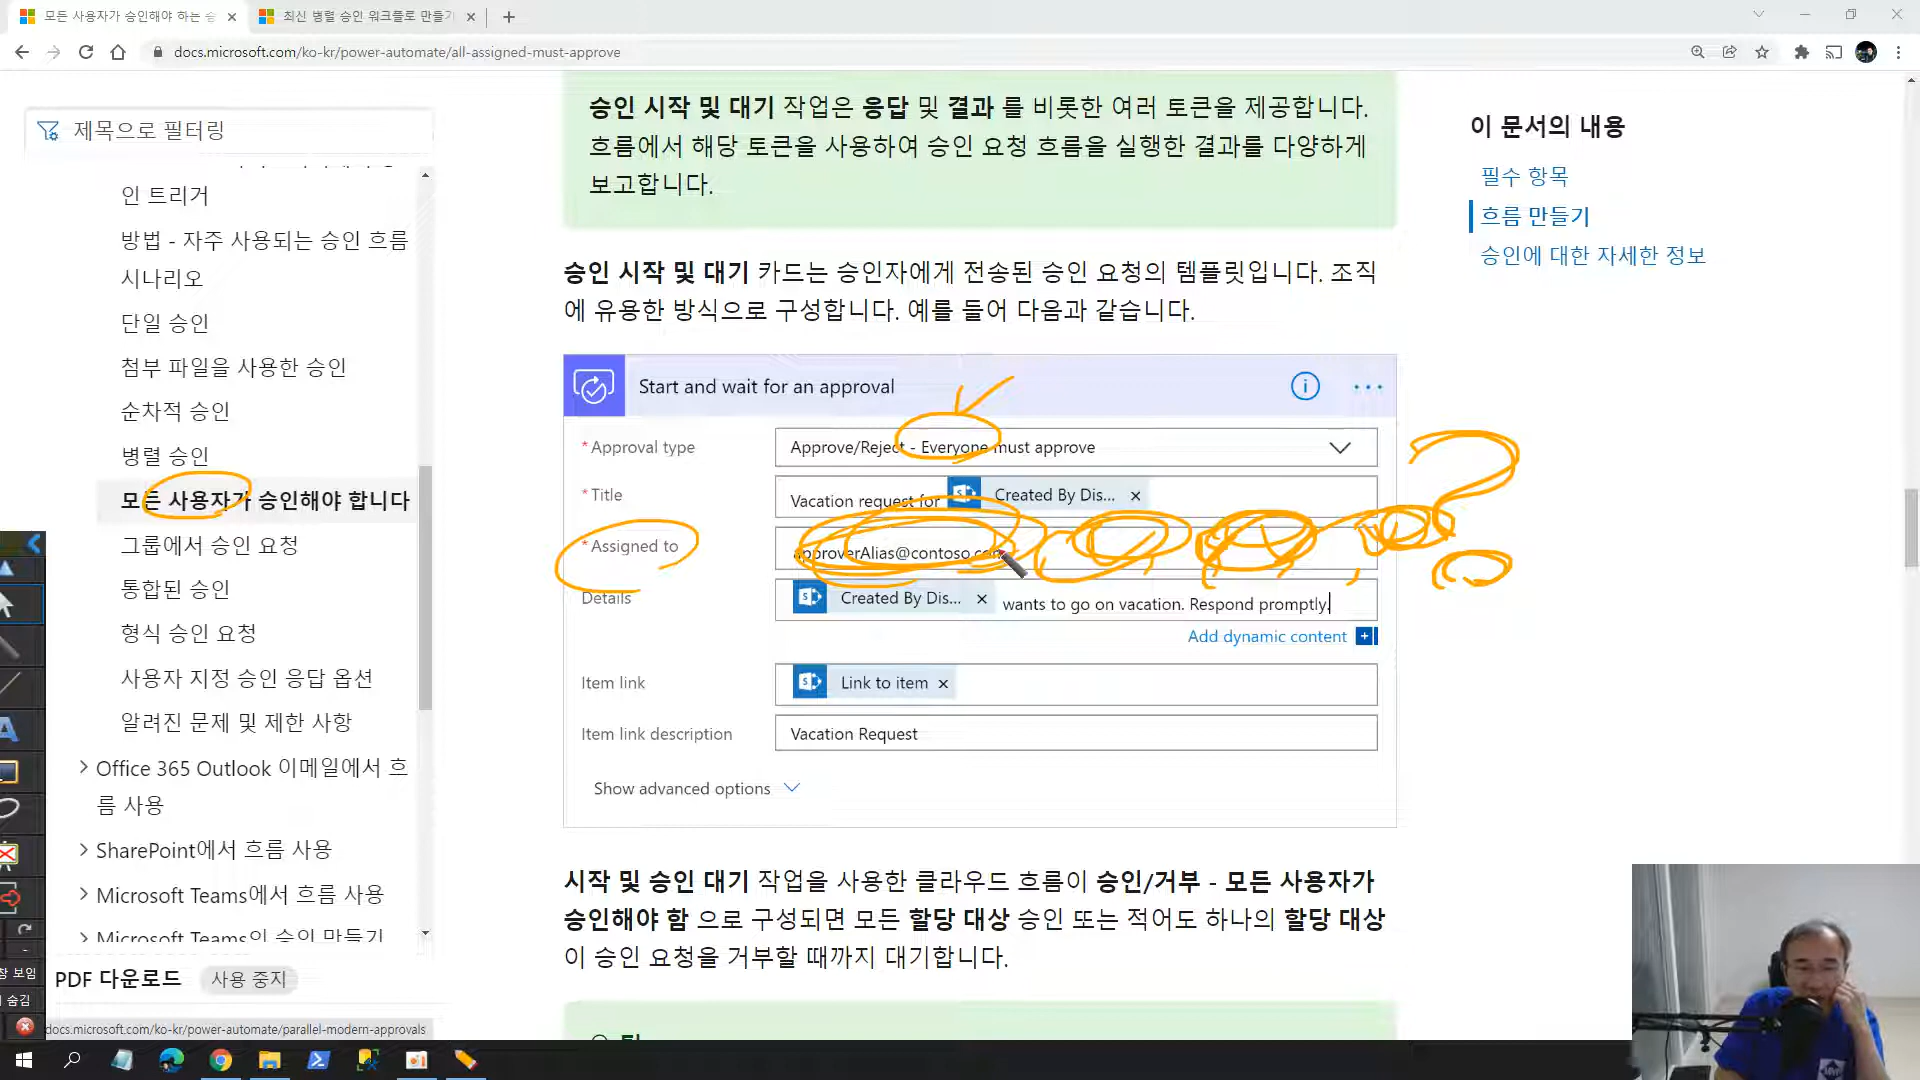 모든 사용자가 승인해야 하는 승
최신 병렬 승인 워크플로 만들기
docs.microsoft.com/ko-kr/power-automate/all-assigned-must-approve
제목으로 필터링
인 트리거
방법 - 자주 사용되는 승인 흐름
시나리오
단일 승인
첨부 파일을 사용한 승인
순차적 승인
병렬 승인
모든 사용자가 승인해야 합니다
그룹에서 승인 요청
통합된 승인
형식 승인 요청
사용자 지정 승인 응답 옵션
알려진 문제 및 제한 사항
Office 365 Outlook 이메일에서 흐
름 사용
SharePoint에서 흐름 사용
Microsoft Teams에서 흐름 사용
Microsoft Teams의 승인 만들기
PDF 다운로드
사용 중지
docs.microsoft.com/ko-kr/power-automate/parallel-modern-approvals
창 보임
숨김
승인 시작 및 대기 작업은 응답 및 결과 를 비롯한 여러 토큰을 제공합니다.
흐름에서 해당 토큰을 사용하여 승인 요청 흐름을 실행한 결과를 다양하게
보고합니다.
승인 시작 및 대기 카드는 승인자에게 전송된 승인 요청의 템플릿입니다. 조직
에 유용한 방식으로 구성합니다. 예를 들어 다음과 같습니다.
Start and wait for an approval
* Approval type
Approve/Reject - Everyone must approve
* Title
Vacation request for Created By Dis... ×
* Assigned to
approverAlias@contoso.com
Details
Created By Dis... × wants to go on vacation. Respond promptly.
Add dynamic content +
Item link
Link to item ×
Item link description
Vacation Request
Show advanced options
시작 및 승인 대기 작업을 사용한 클라우드 흐름이 승인/거부 - 모든 사용자가
승인해야 함 으로 구성되면 모든 할당 대상 승인 또는 적어도 하나의 할당 대상
이 승인 요청을 거부할 때까지 대기합니다.
이 문서의 내용
필수 항목
흐름 만들기
승인에 대한 자세한 정보